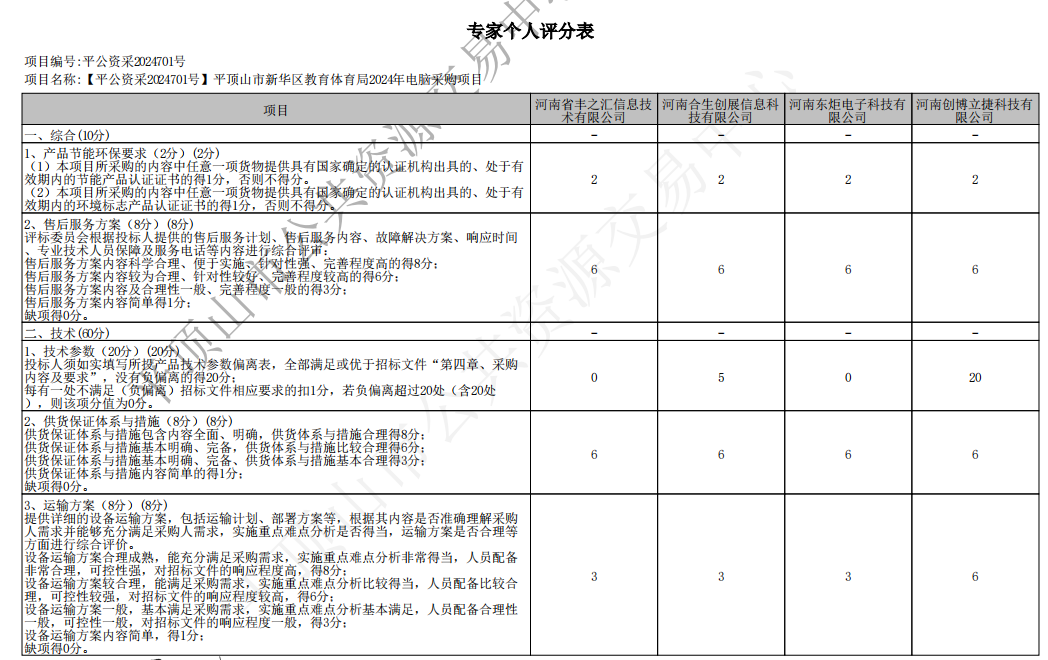 专家个人评分表
项目编号:平公资采2024701号
项目名称:【平公资采2024701号】平顶山市新华区教育体育局2024年电脑采购项目
项目
河南省丰之汇信息技
术有限公司
河南合生创展信息科
技有限公司
河南东炬电子科技有
限公司
河南创博立捷科技有
限公司
一、综合(10分)
－ － － －
1、产品节能环保要求（2分）(2分)
（1）本项目所采购的内容中任意一项货物提供具有国家确定的认证机构出具的、处于有
效期内的节能产品认证证书的得1分，否则不得分。
（2）本项目所采购的内容中任意一项货物提供具有国家确定的认证机构出具的、处于有
效期内的环境标志产品认证证书的得1分，否则不得分。
2 2 2 2
2、售后服务方案（8分）(8分)
评标委员会根据投标人提供的售后服务计划、售后服务内容、故障解决方案、响应时间
、专业技术人员保障及服务电话等内容进行综合评审：
售后服务方案内容科学合理、便于实施、针对性强、完善程度高的得8分；
售后服务方案内容较为合理、针对性较好、完善程度较高的得6分；
售后服务方案内容及合理性一般、完善程度一般的得3分；
售后服务方案内容简单得1分；
缺项得0分。
6 6 6 6
二、技术(60分)
－ － － －
1、技术参数（20分）(20分)
投标人须如实填写所投产品技术参数偏离表，全部满足或优于招标文件“第四章、采购
内容及要求”，没有负偏离的得20分；
每有一处不满足（负偏离）招标文件相应要求的扣1分，若负偏离超过20处（含20处
），则该项分值为0分。
0 5 0 20
2、供货保证体系与措施（8分）(8分)
供货保证体系与措施包含内容全面、明确，供货体系与措施合理得8分；
供货保证体系与措施基本明确、完备，供货体系与措施比较合理得6分；
供货保证体系与措施基本明确、完备、供货体系与措施基本合理得3分；
供货保证体系与措施内容简单的得1分；
缺项得0分。
6 6 6 6
3、运输方案（8分）(8分)
提供详细的设备运输方案，包括运输计划、部署方案等，根据其内容是否准确理解采购
人需求并能够充分满足采购人需求，实施重点难点分析是否得当，运输方案是否合理等
方面进行综合评价。
设备运输方案合理成熟，能充分满足采购需求，实施重点难点分析非常得当，人员配备
非常合理，可控性强，对招标文件的响应程度高，得8分；
设备运输方案较合理，能满足采购需求，实施重点难点分析比较得当，人员配备比较合
理，可控性较强，对招标文件的响应程度较高，得6分；
设备运输方案一般，基本满足采购需求，实施重点难点分析基本满足，人员配备合理性
一般，可控性一般，对招标文件的响应程度一般，得3分；
设备运输方案内容简单，得1分；
缺项得0分。
3 3 3 6
平顶山市公共资源交易中心
顶山市公共资源交易中心